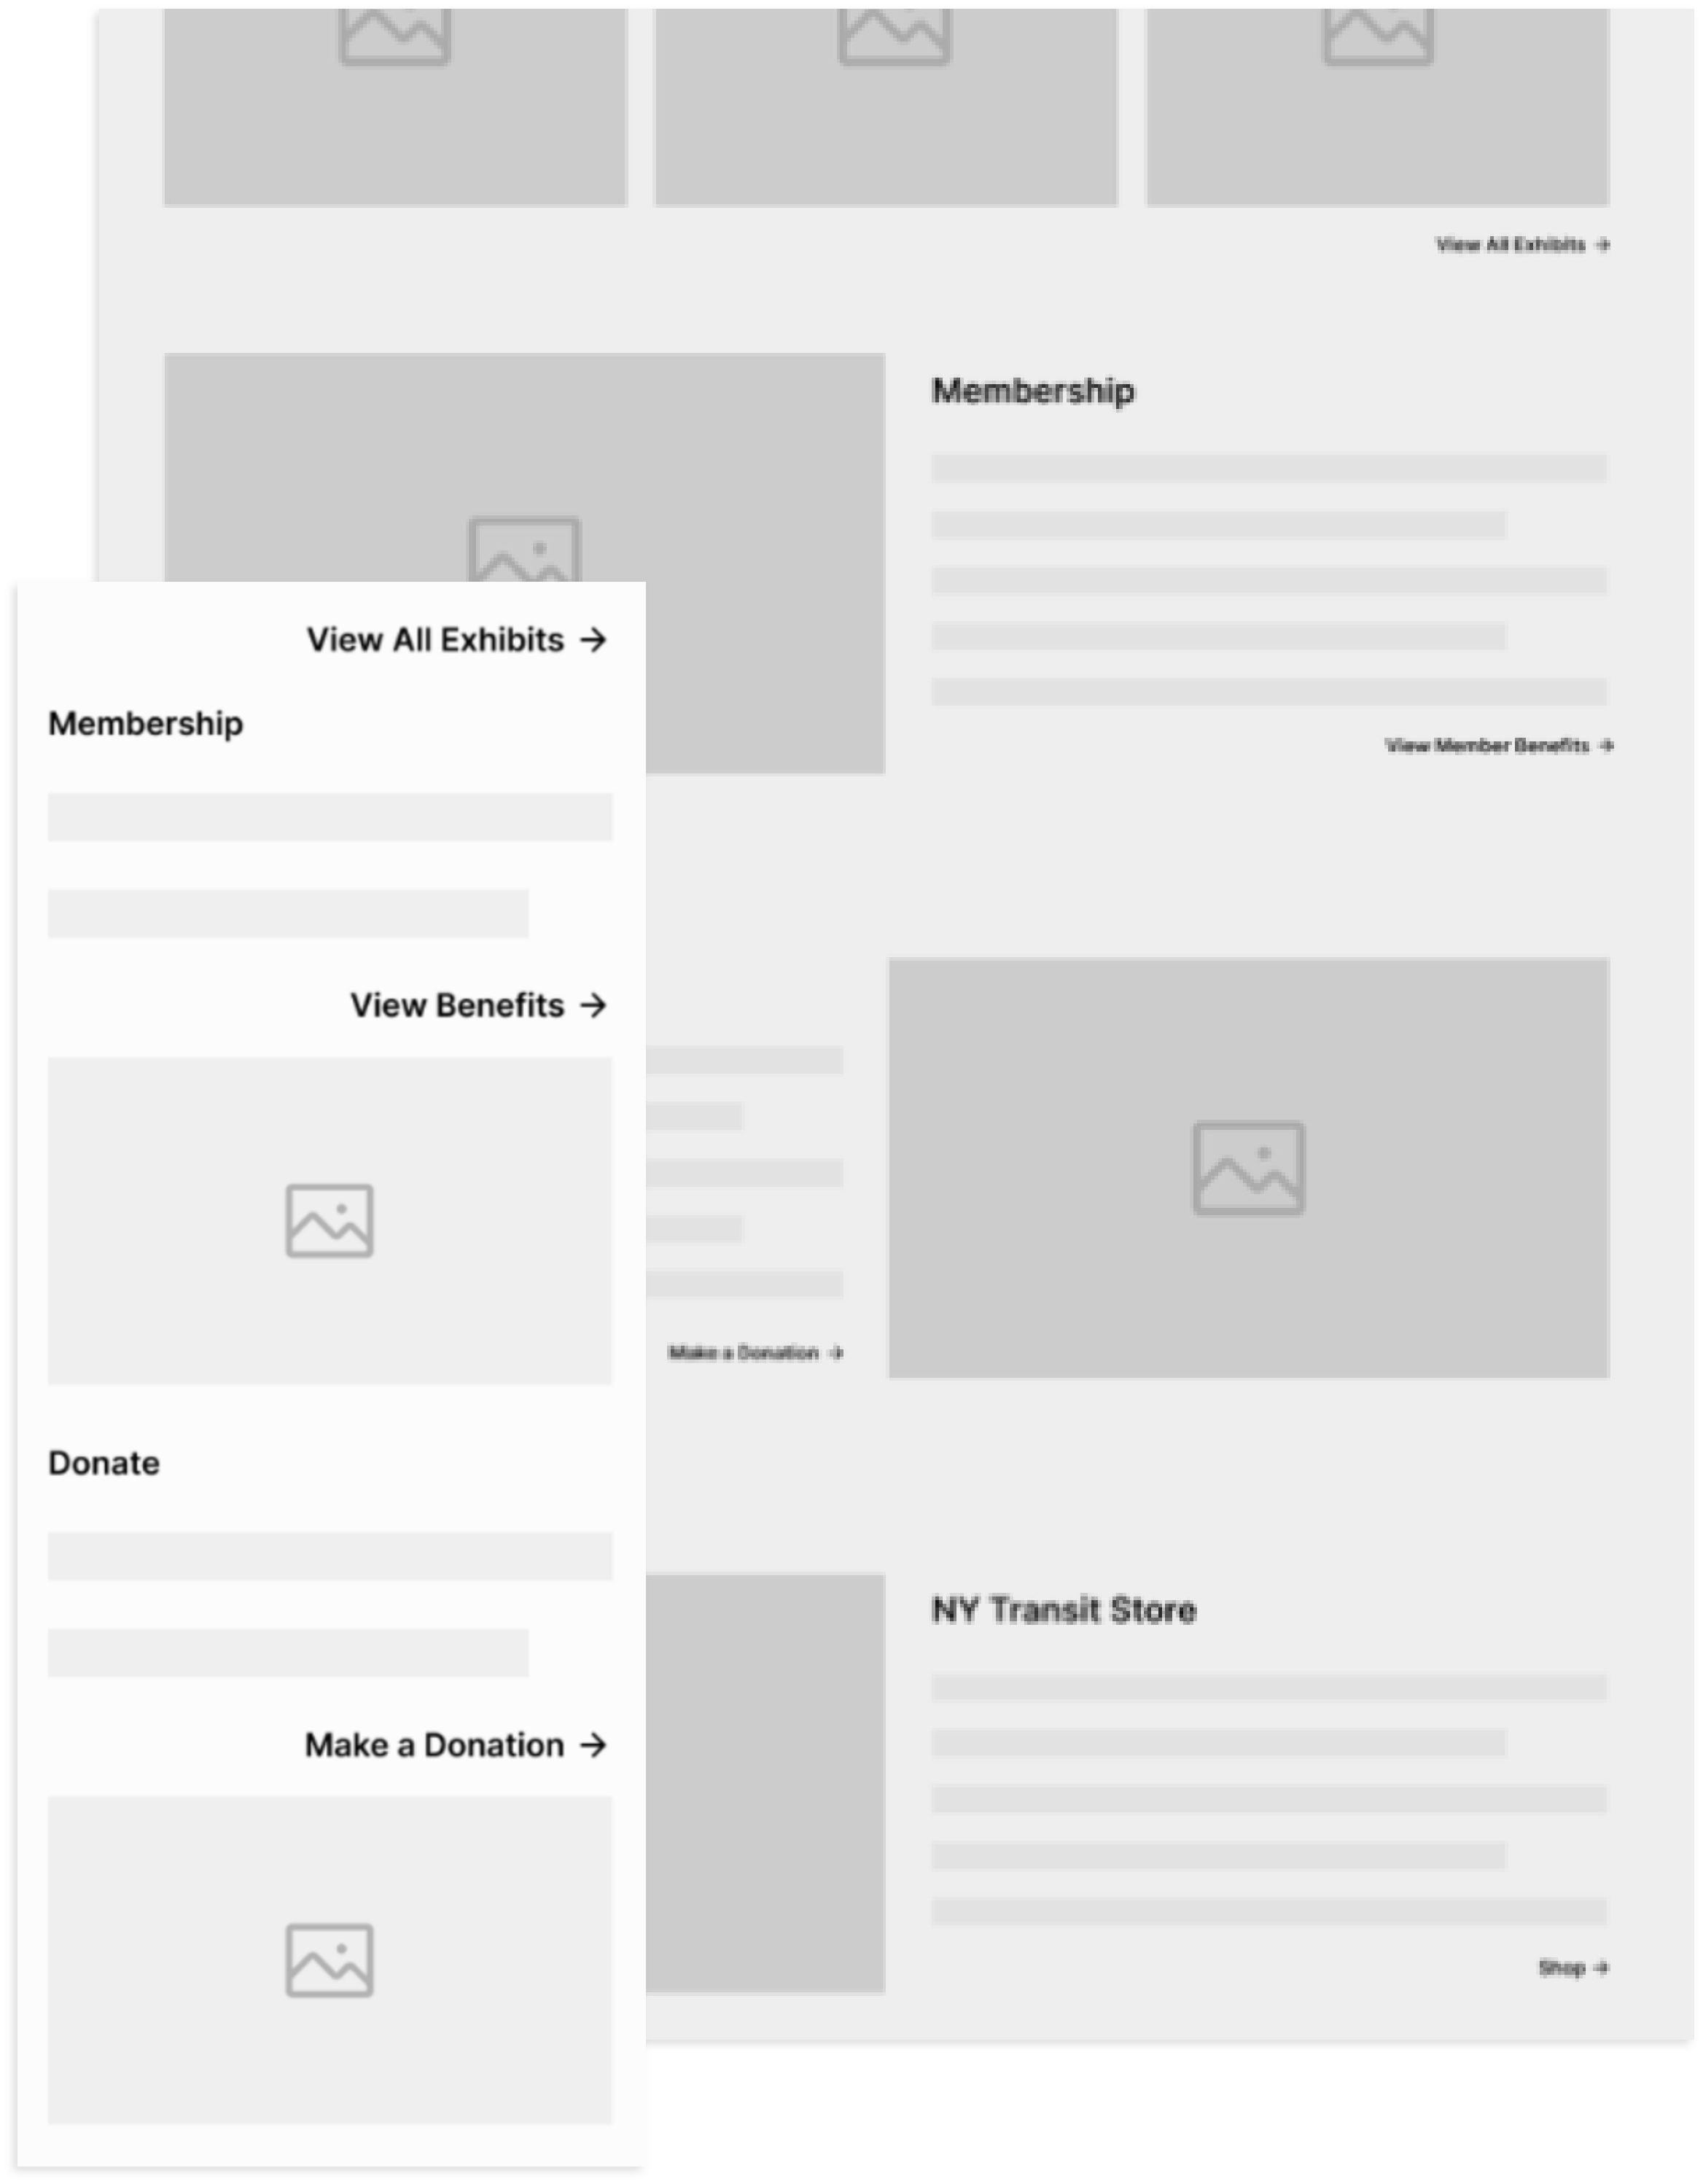 View All Exhibits →
Membership
View Member Benefits →
Make a Donation →
NY Transit Store
Shop →
View All Exhibits →
Membership
View Benefits →
Donate
Make a Donation →